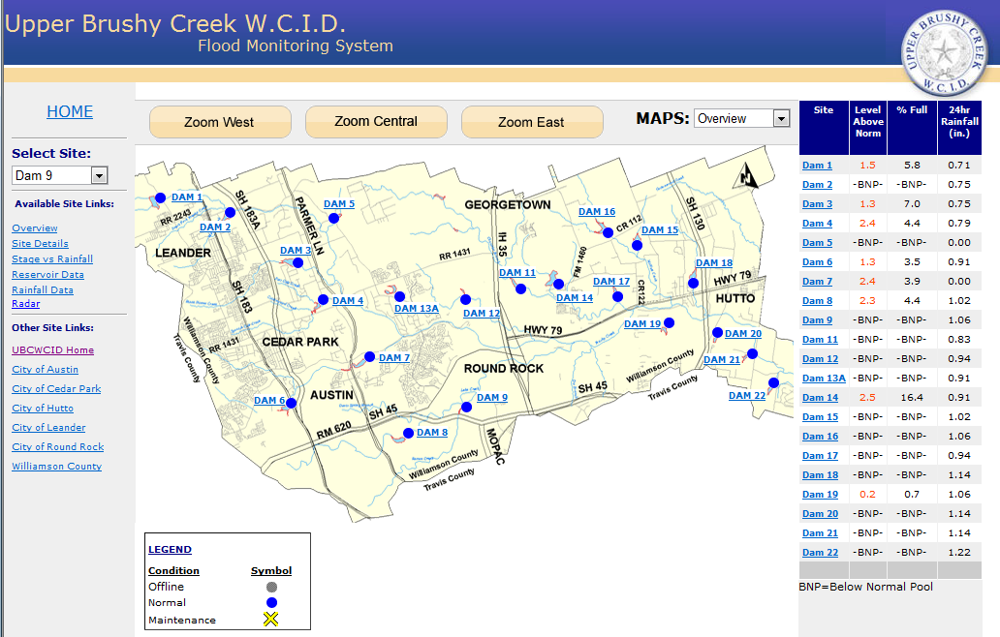 Upper Brushy Creek W.C.I.D.
Flood Monitoring System
UPPER BRUSHY CREEK
W.C.I.D.
HOME
Select Site:
Dam 9
Available Site Links:
Overview
Site Details
Stage vs Rainfall
Reservoir Data
Rainfall Data
Radar
Other Site Links:
UBCWCID Home
City of Austin
City of Cedar Park
City of Hutto
City of Leander
City of Round Rock
Williamson County
Zoom West
Zoom Central
Zoom East
MAPS: Overview
N
DAM 1
RR 2243
DAM 2
SH 183A
PARMER LN
DAM 5
GEORGETOWN
DAM 16
CR 112
DAM 15
SH 130
LEANDER
DAM 3
RR 1431
IH 35
FM 1460
DAM 11
DAM 14
DAM 17
CR 122
DAM 18
HWY 79
HUTTO
SH 183
DAM 4
DAM 13A
DAM 12
DAM 19
DAM 20
HWY 79
RR 1431
Williamson County
Travis County
CEDAR PARK
DAM 7
ROUND ROCK
Williamson County
Travis County
DAM 21
DAM 22
DAM 6
AUSTIN
DAM 9
SH 45
SH 45
RM 620
DAM 8
MOPAC
Williamson County
Travis County
LEGEND
Condition Symbol
Offline
Normal
Maintenance
Site Level Above Norm % Full 24hr Rainfall (in.)
Dam 1 1.5 5.8 0.71
Dam 2 -BNP- -BNP- 0.75
Dam 3 1.3 7.0 0.75
Dam 4 2.4 4.4 0.79
Dam 5 -BNP- -BNP- 0.00
Dam 6 1.3 3.5 0.91
Dam 7 2.4 3.9 0.00
Dam 8 2.3 4.4 1.02
Dam 9 -BNP- -BNP- 1.06
Dam 11 -BNP- -BNP- 0.83
Dam 12 -BNP- -BNP- 0.94
Dam 13A -BNP- -BNP- 0.91
Dam 14 2.5 16.4 0.91
Dam 15 -BNP- -BNP- 1.02
Dam 16 -BNP- -BNP- 1.06
Dam 17 -BNP- -BNP- 0.94
Dam 18 -BNP- -BNP- 1.14
Dam 19 0.2 0.7 1.06
Dam 20 -BNP- -BNP- 1.14
Dam 21 -BNP- -BNP- 1.14
Dam 22 -BNP- -BNP- 1.22
BNP=Below Normal Pool